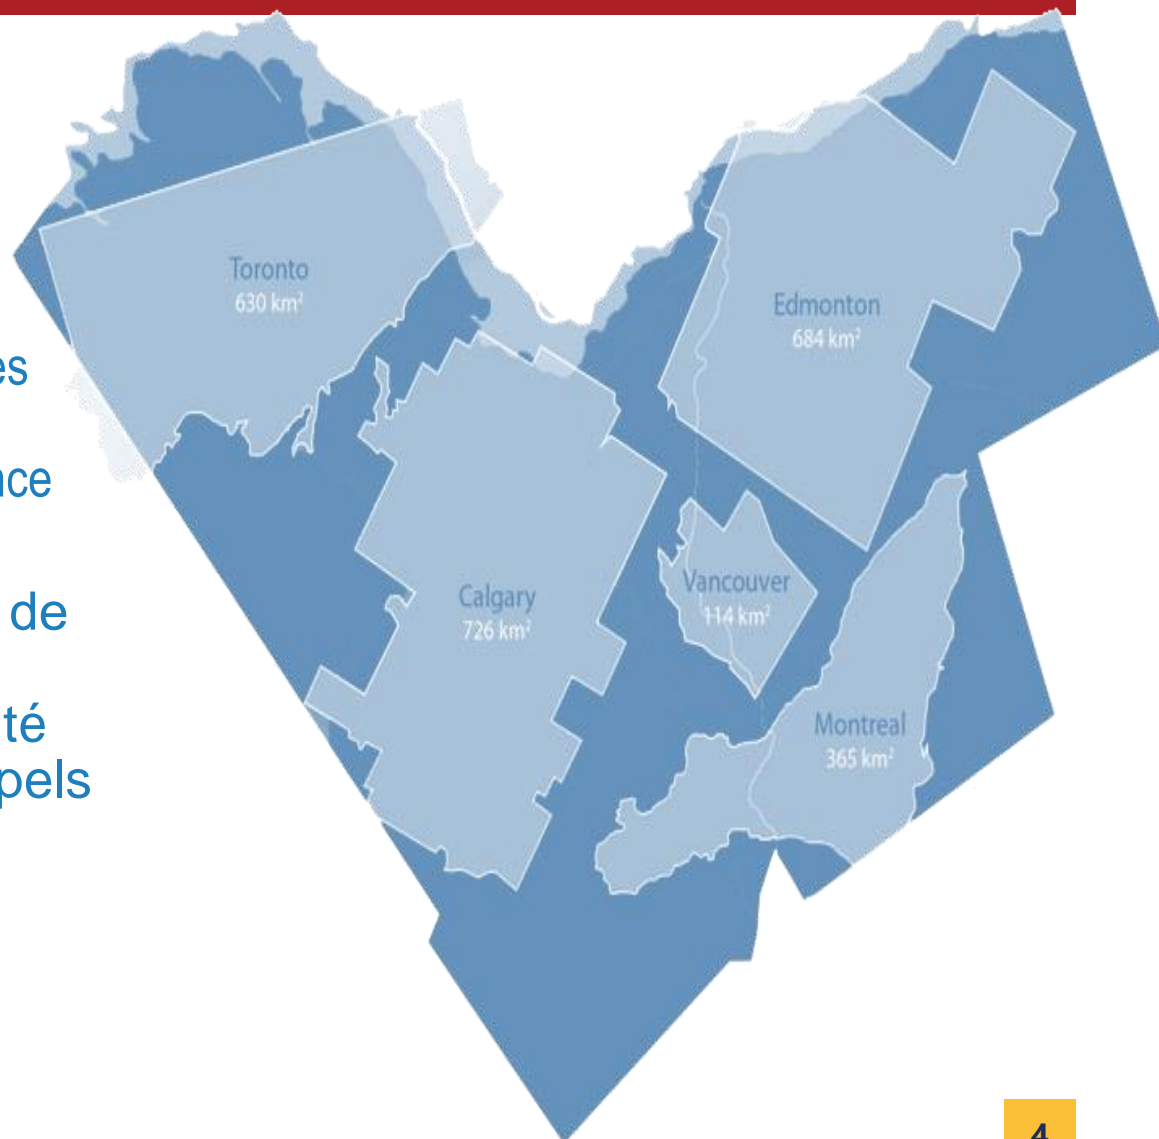 Toronto
630 km²
Edmonton
684 km²
Calgary
726 km²
Vancouver
114 km²
Montreal
365 km²
es
nce
de
té
pels
4